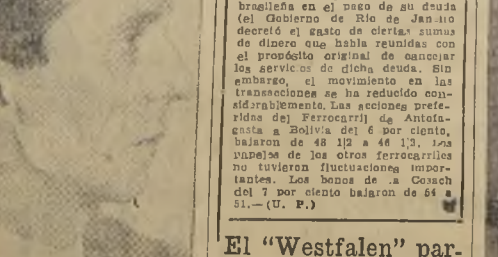 brasileña en el pago de su deuda
(el Gobierno de Río de Janeiro
decretó el gasto de ciertas sumas
de dinero que había reunidas con
el propósito original de cancelar
los servicios de dicha deuda. Sin
embargo, el movimiento en las
transacciones se ha reducido con-
siderablemente. Las acciones prefe-
ridas del Ferrocarril de Antofa-
gasta a Bolivia del 6 por ciento,
bajaron de 48 1|2 a 46 1|2. Los
papeles de los otros ferrocarriles
no tuvieron fluctuaciones impor-
tantes. Los bonos de la Cosach
del 7 por ciento bajaron de 54 a
51.—(U. P.)
El "Westfalen" par-